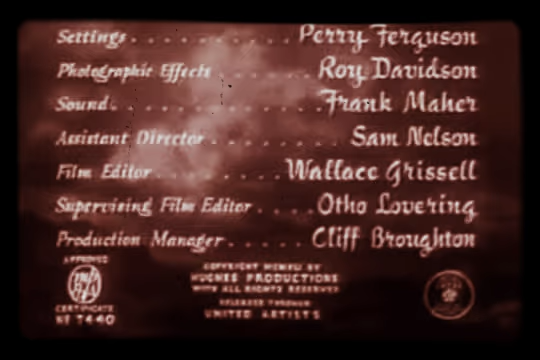 Settings . . . . . . . . . . . Perry Ferguson
Photographic Effects . . . . . . . Roy Davidson
Sound . . . . . . . . . . . . Frank Maher
Assistant Director . . . . . . . . Sam Nelson
Film Editor . . . . . . . . Wallace Grissell
Supervising Film Editor . . . . Otho Lovering
Production Manager . . . . . Cliff Broughton
APPROVED
CERTIFICATE
Nº 7440
COPYRIGHT MCMXLI BY
HUGHES PRODUCTIONS
WITH ALL RIGHTS RESERVED
RELEASED THROUGH
UNITED ARTISTS